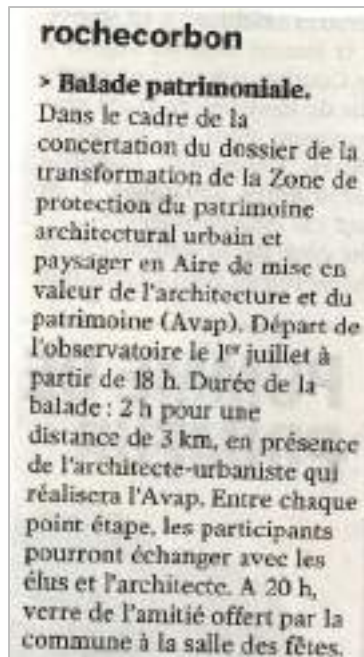 rochecorbon
> Balade patrimoniale.
Dans le cadre de la
concertation du dossier de la
transformation de la Zone de
protection du patrimoine
architectural urbain et
paysager en Aire de mise en
valeur de l'architecture et du
patrimoine (Avap). Départ de
l'observatoire le 1er juillet à
partir de 18 h. Durée de la
balade : 2 h pour une
distance de 3 km, en présence
de l'architecte-urbaniste qui
réalisera l'Avap. Entre chaque
point étape, les participants
pourront échanger avec les
élus et l'architecte. A 20 h,
verre de l'amitié offert par la
commune à la salle des fêtes.